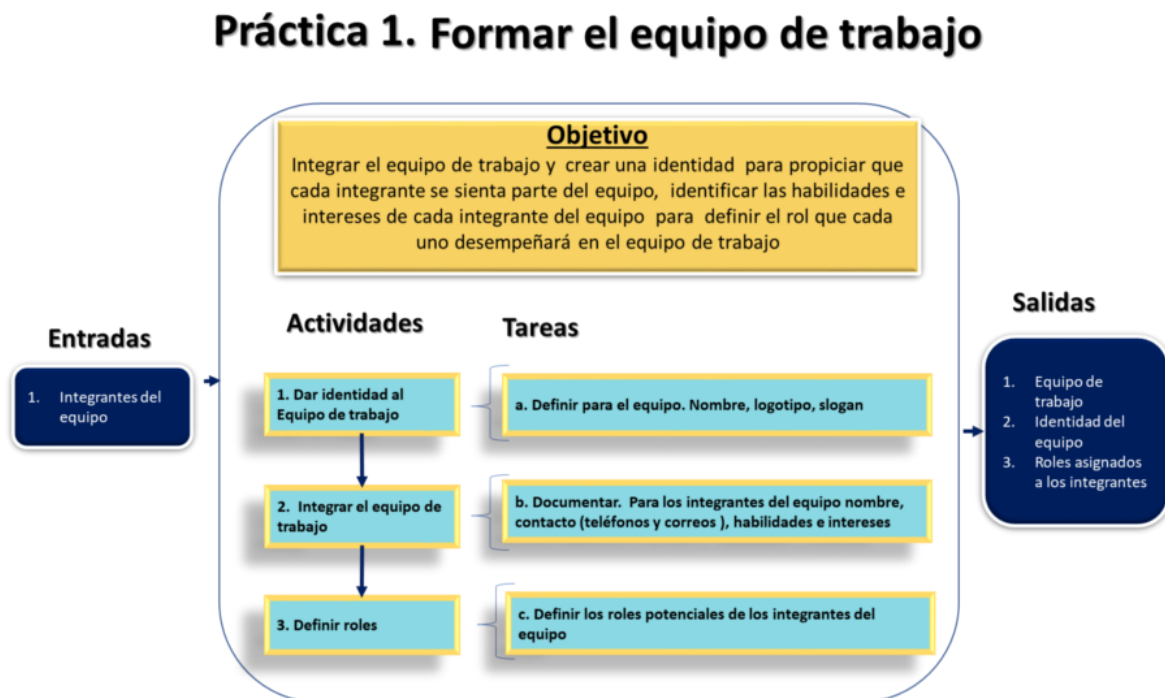 Práctica 1. Formar el equipo de trabajo
Objetivo
Integrar el equipo de trabajo y crear una identidad para propiciar que
cada integrante se sienta parte del equipo, identificar las habilidades e
intereses de cada integrante del equipo para definir el rol que cada
uno desempeñará en el equipo de trabajo
Entradas
1. Integrantes del
equipo
Actividades
Tareas
1. Dar identidad al
Equipo de trabajo
a. Definir para el equipo. Nombre, logotipo, slogan
2. Integrar el equipo de
trabajo
b. Documentar. Para los integrantes del equipo nombre,
contacto (teléfonos y correos ), habilidades e intereses
3. Definir roles
c. Definir los roles potenciales de los integrantes del
equipo
Salidas
1. Equipo de
trabajo
2. Identidad del
equipo
3. Roles asignados
a los integrantes